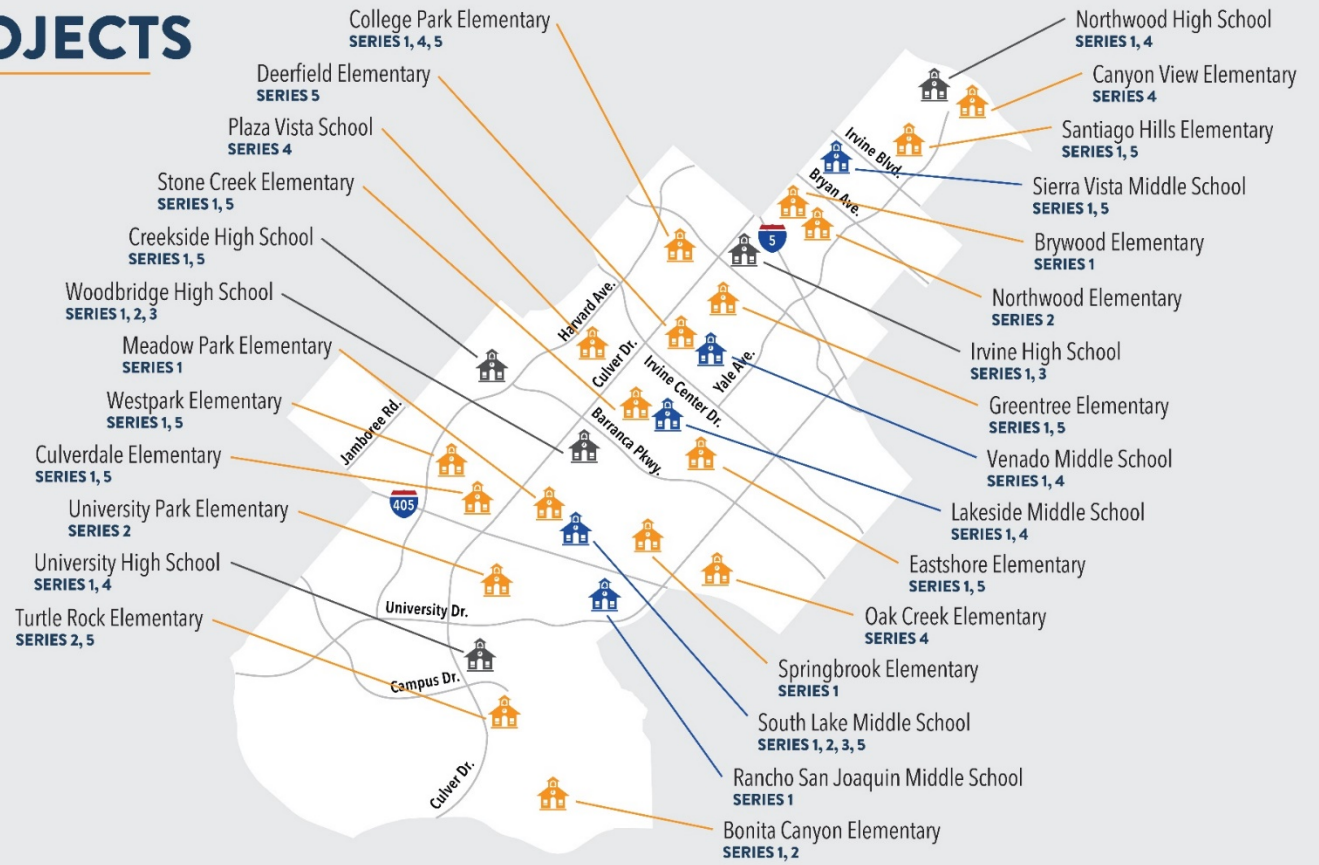 OJECTS
College Park Elementary
SERIES 1, 4, 5
Deerfield Elementary
SERIES 5
Plaza Vista School
SERIES 4
Stone Creek Elementary
SERIES 1, 5
Creekside High School
SERIES 1, 5
Woodbridge High School
SERIES 1, 2, 3
Meadow Park Elementary
SERIES 1
Westpark Elementary
SERIES 1, 5
Culverdale Elementary
SERIES 1, 5
University Park Elementary
SERIES 2
University High School
SERIES 1, 4
Turtle Rock Elementary
SERIES 2, 5
Northwood High School
SERIES 1, 4
Canyon View Elementary
SERIES 4
Santiago Hills Elementary
SERIES 1, 5
Sierra Vista Middle School
SERIES 1, 5
Brywood Elementary
SERIES 1
Northwood Elementary
SERIES 2
Irvine High School
SERIES 1, 3
Greentree Elementary
SERIES 1, 5
Venado Middle School
SERIES 1, 4
Lakeside Middle School
SERIES 1, 4
Eastshore Elementary
SERIES 1, 5
Oak Creek Elementary
SERIES 4
Springbrook Elementary
SERIES 1
South Lake Middle School
SERIES 1, 2, 3, 5
Rancho San Joaquin Middle School
SERIES 1
Bonita Canyon Elementary
SERIES 1, 2
Irvine Blvd.
Bryan Ave.
5
Harvard Ave.
Culver Dr.
Irvine Center Dr.
Yale Ave.
Barranca Pkwy.
Jamboree Rd.
405
University Dr.
Campus Dr.
Culver Dr.